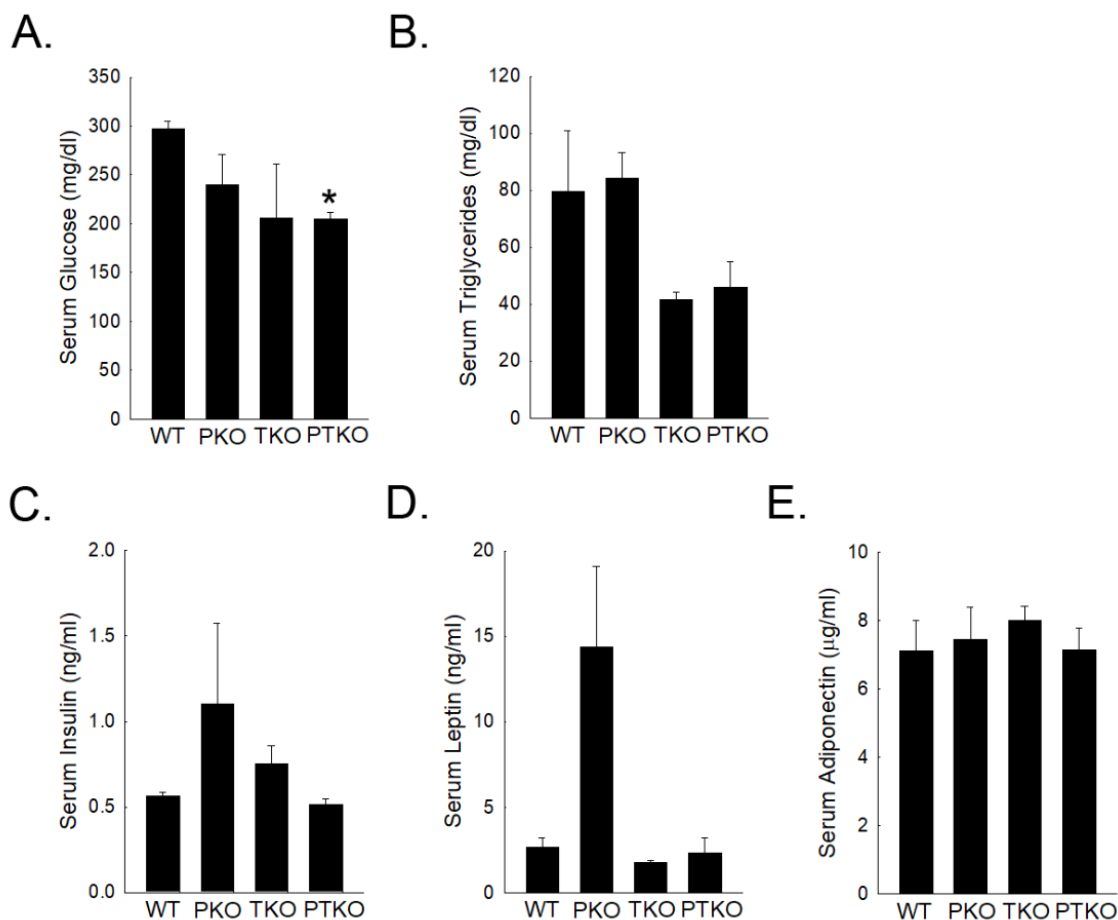 A.
Serum Glucose (mg/dl)
350
300
250
200
150
100
50
0
*
WT PKO TKO PTKO
B.
Serum Triglycerides (mg/dl)
120
100
80
60
40
20
0
WT PKO TKO PTKO
C.
Serum Insulin (ng/ml)
2.0
1.5
1.0
0.5
0.0
WT PKO TKO PTKO
D.
Serum Leptin (ng/ml)
20
15
10
5
0
WT PKO TKO PTKO
E.
Serum Adiponectin (μg/ml)
10
8
6
4
2
0
WT PKO TKO PTKO